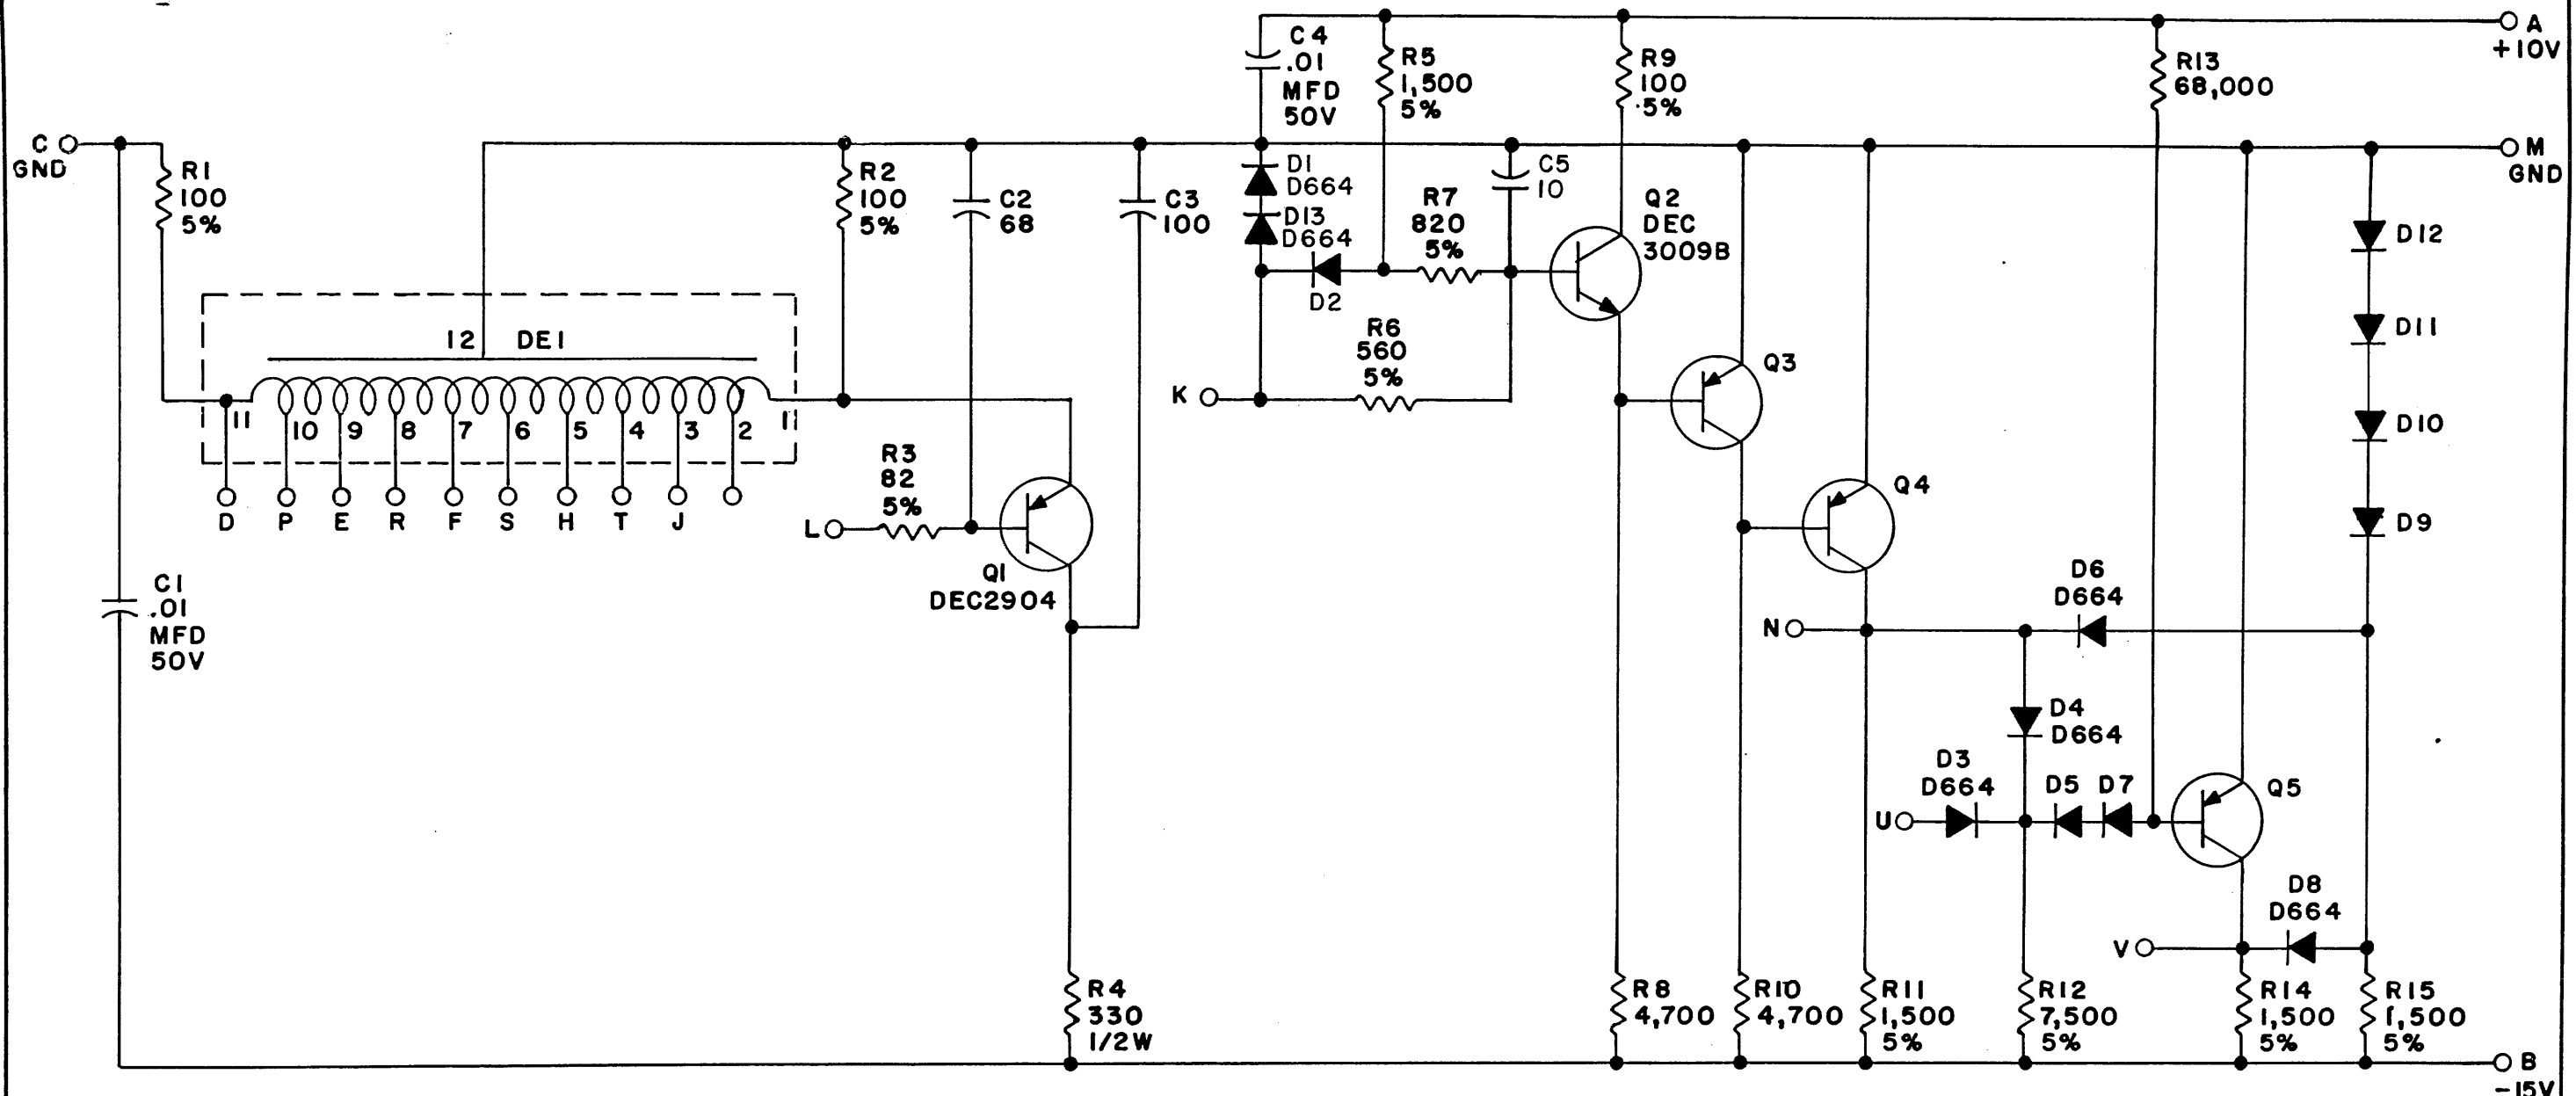 A
+10V
C4
.01
MFD
50V
R5
1,500
5%
R9
100
5%
R13
68,000
C
GND
R1
100
5%
R2
100
5%
C2
68
C3
100
D1
D664
D13
D664
D2
R7
820
5%
C5
10
Q2
DEC
3009B
M
GND
D12
D11
D10
D9
12 DE1
11 10 9 8 7 6 5 4 3 2 1
D P E R F S H T J
K
R6
560
5%
Q3
R3
82
5%
L
Q1
DEC2904
Q4
C1
.01
MFD
50V
N
D6
D664
D4
D664
D3
D664
D5 D7
U
Q5
D8
D664
V
R4
330
1/2W
R8
4,700
R10
4,700
R11
1,500
5%
R12
7,500
5%
R14
1,500
5%
R15
1,500
5%
B
-15V